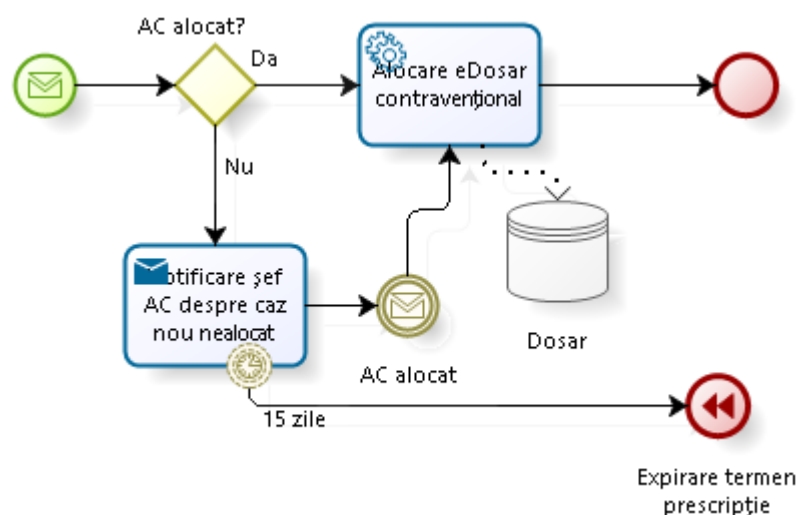 AC alocat?
Da
Alocare eDosar
contravențional
Nu
Notificare șef
AC despre caz
nou nealocat
AC alocat
Dosar
15 zile
Expirare termen
prescripție